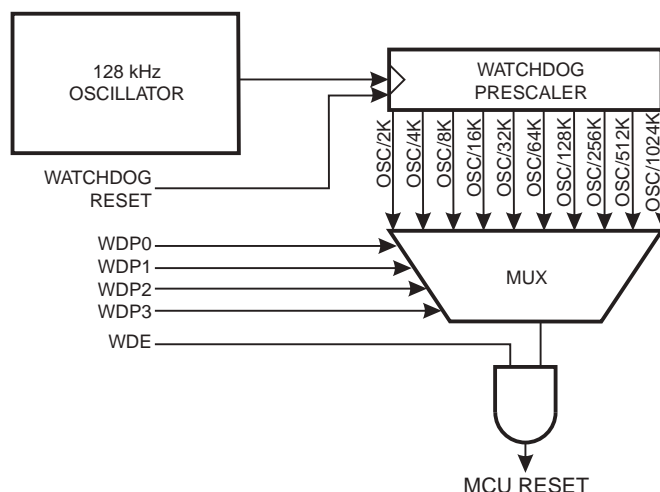 128 kHz
OSCILLATOR
WATCHDOG
PRESCALER
OSC/2K
OSC/4K
OSC/8K
OSC/16K
OSC/32K
OSC/64K
OSC/128K
OSC/256K
OSC/512K
OSC/1024K
WATCHDOG
RESET
WDP0
WDP1
WDP2
WDP3
MUX
WDE
MCU RESET